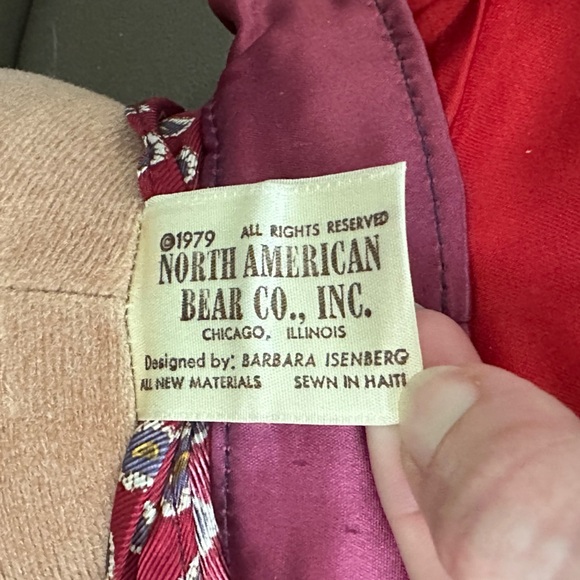 ©1979 ALL RIGHTS RESERVED
NORTH AMERICAN
BEAR CO., INC.
CHICAGO, ILLINOIS
Designed by: BARBARA ISENBERG
ALL NEW MATERIALS SEWN IN HAITI